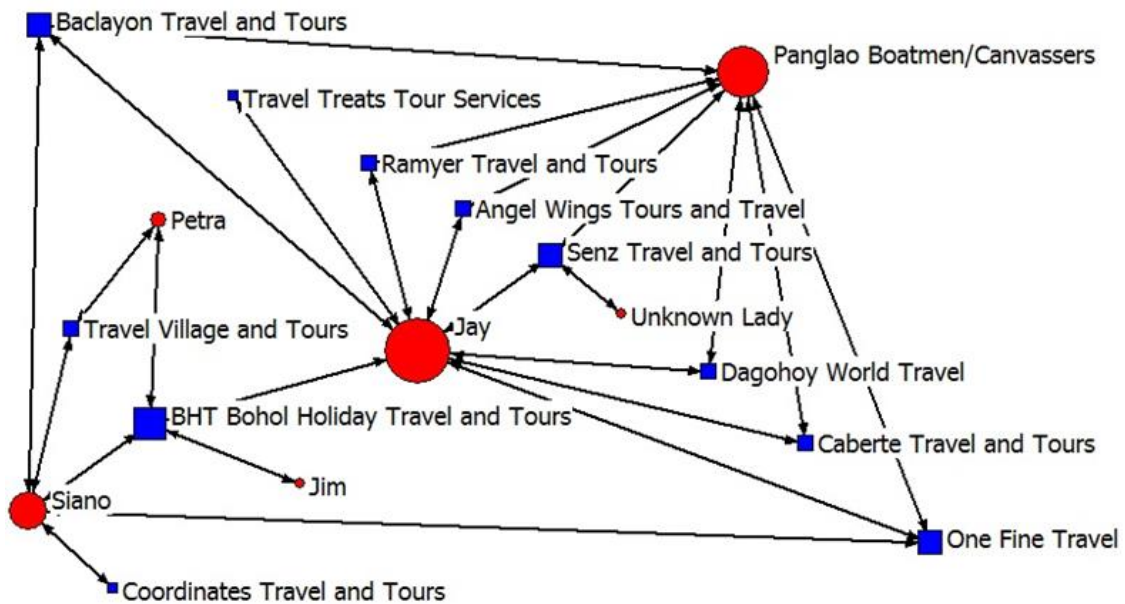 Baclayon Travel and Tours
Panglao Boatmen/Canvassers
Travel Treats Tour Services
Ramyer Travel and Tours
Angel Wings Tours and Travel
Petra
Senz Travel and Tours
Unknown Lady
Travel Village and Tours
Jay
Dagohoy World Travel
BHT Bohol Holiday Travel and Tours
Caberte Travel and Tours
Jim
Siano
One Fine Travel
Coordinates Travel and Tours